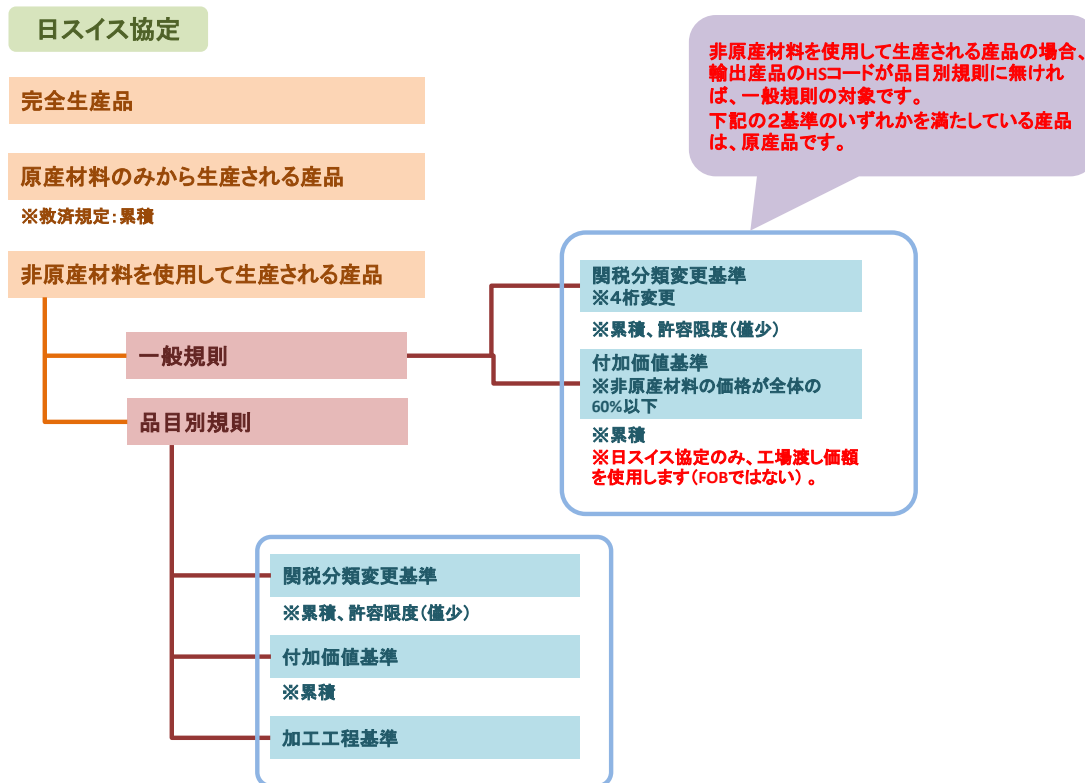 日スイス協定
非原産材料を使用して生産される産品の場合、
輸出産品のHSコードが品目別規則に無けれ
ば、一般規則の対象です。
下記の2基準のいずれかを満たしている産品
は、原産品です。
完全生産品
原産材料のみから生産される産品
※救済規定:累積
非原産材料を使用して生産される産品
関税分類変更基準
※4桁変更
※累積、許容限度(僅少)
一般規則
付加価値基準
※非原産材料の価格が全体の
60%以下
※累積
※日スイス協定のみ、工場渡し価額
を使用します(FOBではない) 。
品目別規則
関税分類変更基準
※累積、許容限度(僅少)
付加価値基準
※累積
加工工程基準